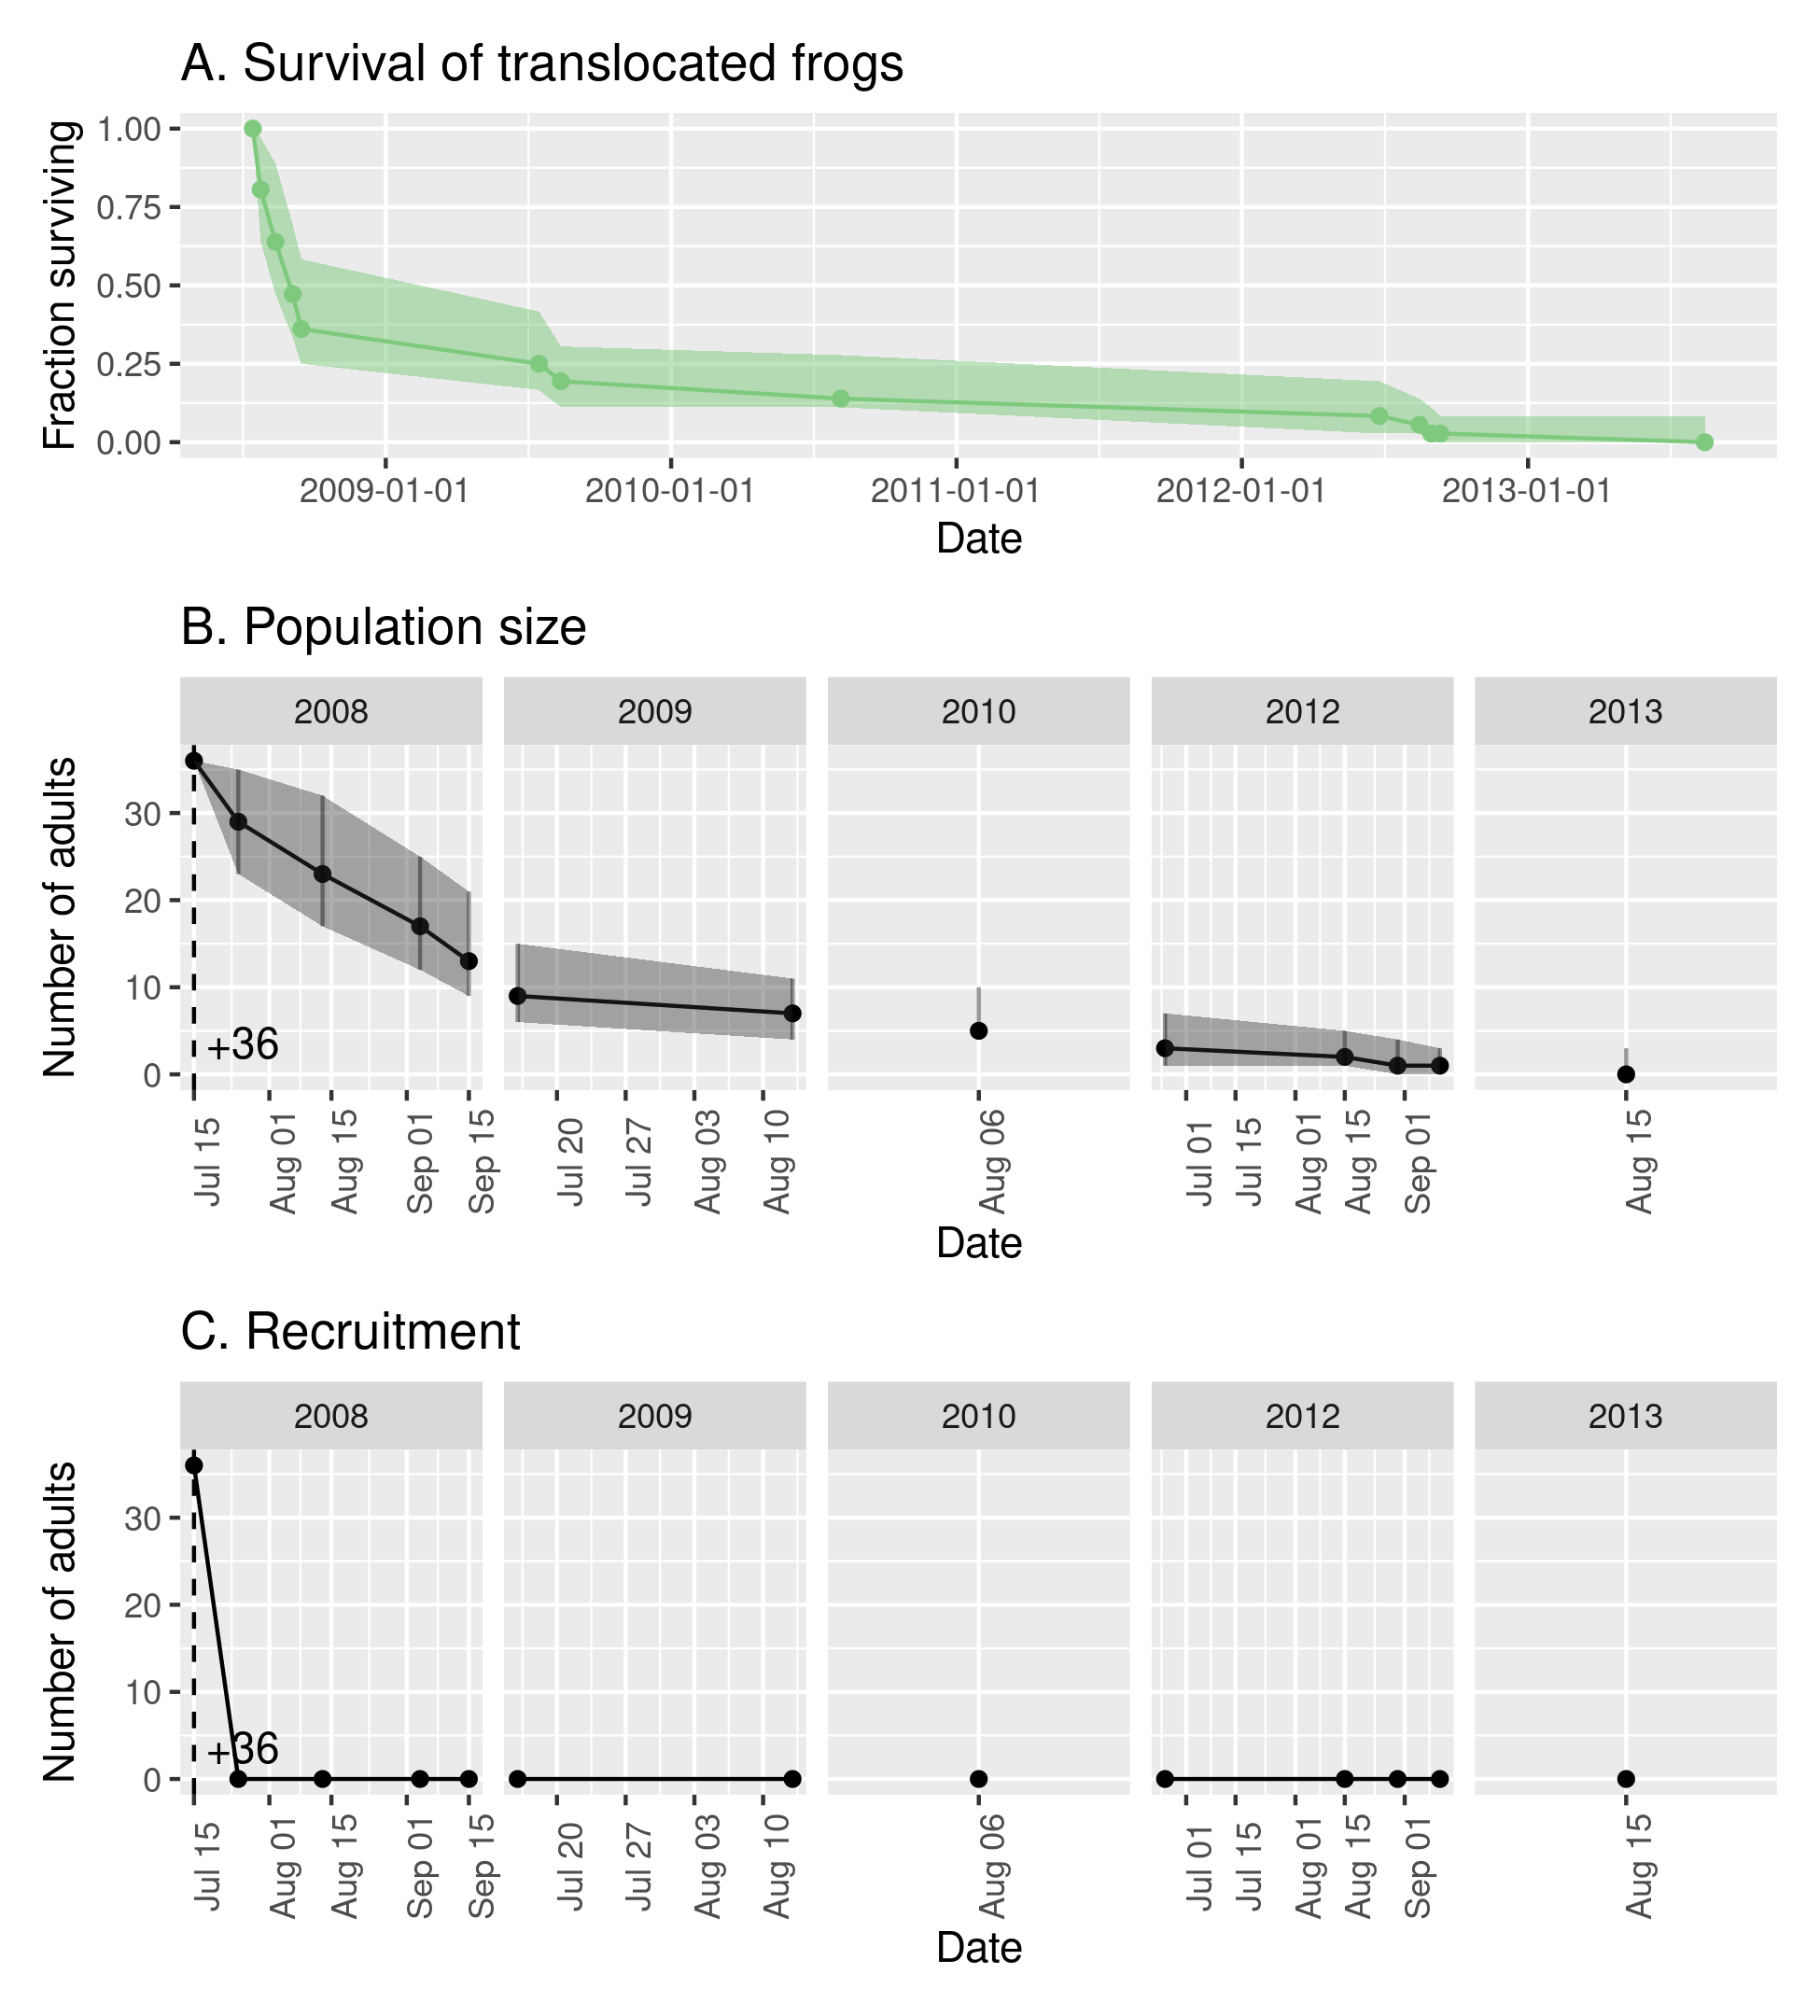 A. Survival of translocated frogs
Fraction surviving
1.00
0.75
0.50
0.25
0.00
2009-01-01 2010-01-01 2011-01-01 2012-01-01 2013-01-01
Date
B. Population size
2008 2009 2010 2012 2013
Number of adults
30
20
10
0
+36
Jul 15 Aug 01 Aug 15 Sep 01 Sep 15 Jul 20 Jul 27 Aug 03 Aug 10 Aug 06 Jul 01 Jul 15 Aug 01 Aug 15 Sep 01 Aug 15
Date
C. Recruitment
2008 2009 2010 2012 2013
Number of adults
30
20
10
0
+36
Jul 15 Aug 01 Aug 15 Sep 01 Sep 15 Jul 20 Jul 27 Aug 03 Aug 10 Aug 06 Jul 01 Jul 15 Aug 01 Aug 15 Sep 01 Aug 15
Date